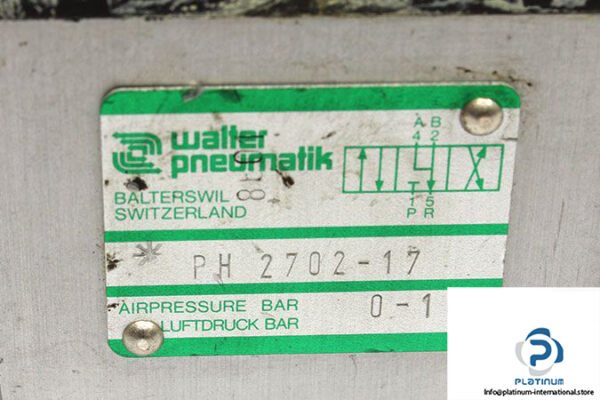 walter
pneumatik
BALTERSWIL
SWITZERLAND
A B
4 2
1 5
P R
PH 2702-17
AIRPRESSURE BAR 0-1
LUFTDRUCK BAR
PLATINUM
Info@platinum-international.store